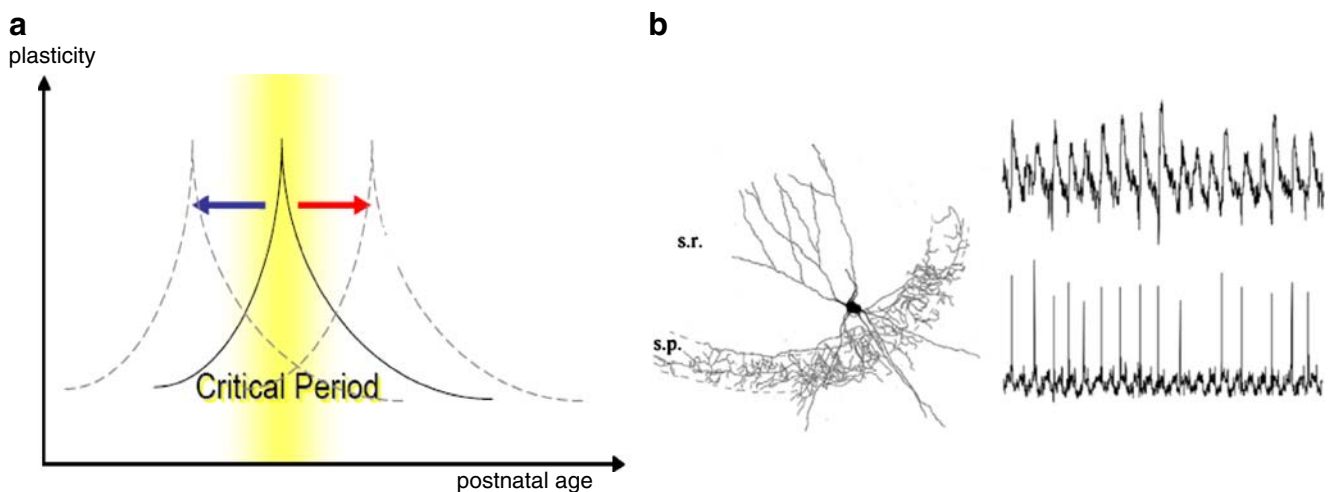 a
plasticity
Critical Period
postnatal age
b
s.r.
s.p.